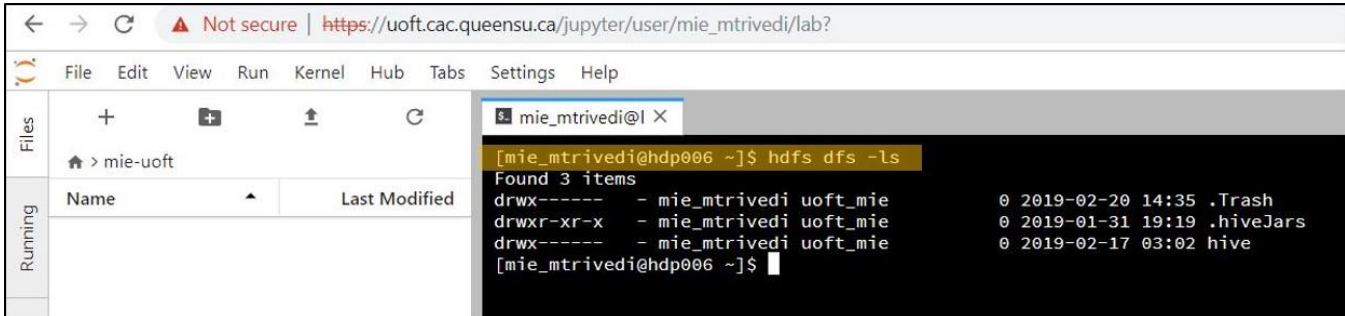 Not secure | https://uoft.cac.queensu.ca/jupyter/user/mie_mtrivedi/lab?
File Edit View Run Kernel Hub Tabs Settings Help
Files
Running
mie_mtrivedi@l
> mie-uoft
Name Last Modified
[mie_mtrivedi@hdp006 ~]$ hdfs dfs -ls
Found 3 items
drwx------ - mie_mtrivedi uoft_mie 0 2019-02-20 14:35 .Trash
drwxr-xr-x - mie_mtrivedi uoft_mie 0 2019-01-31 19:19 .hiveJars
drwx------ - mie_mtrivedi uoft_mie 0 2019-02-17 03:02 hive
[mie_mtrivedi@hdp006 ~]$